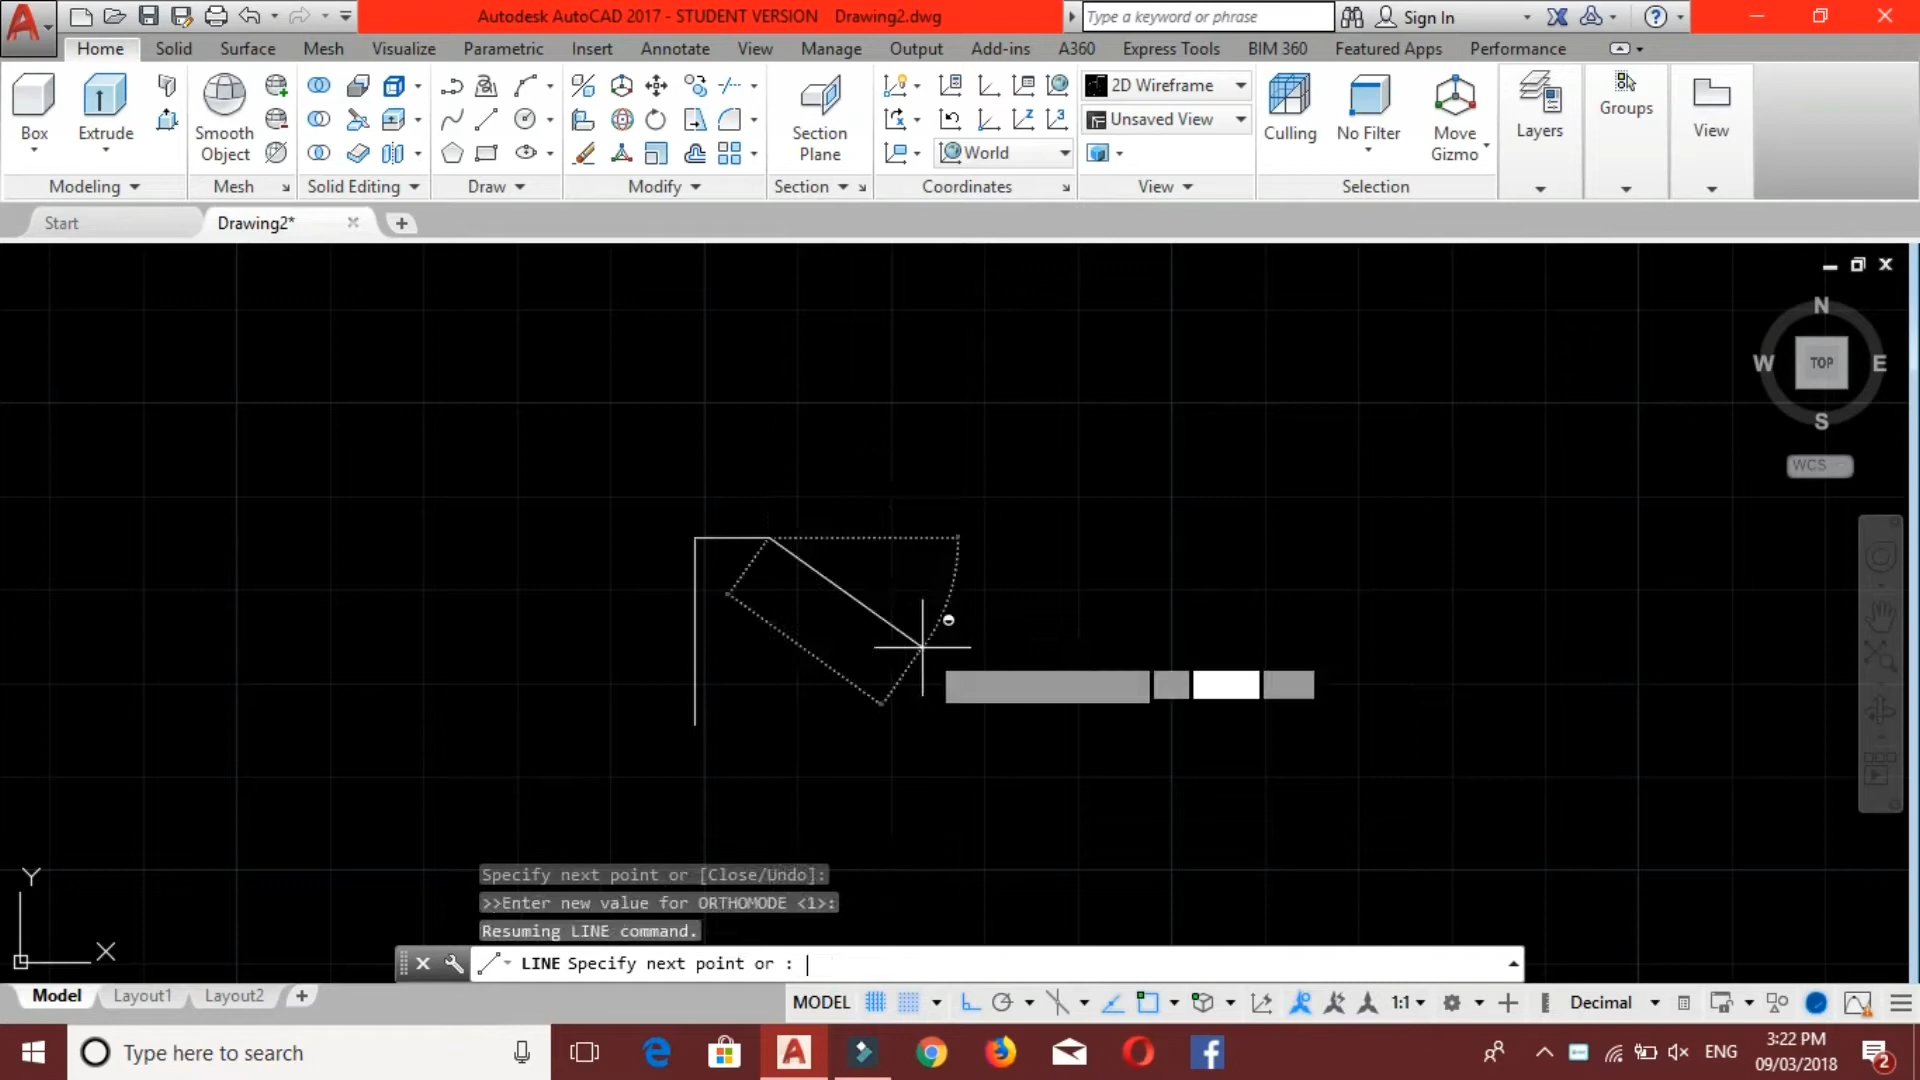 Autodesk AutoCAD 2017 - STUDENT VERSION Drawing2.dwg
Type a keyword or phrase
Sign In
Home Solid Surface Mesh Visualize Parametric Insert Annotate View Manage Output Add-ins A360 Express Tools BIM 360 Featured Apps Performance
2D Wireframe
Unsaved View
World
Box Extrude Smooth Object Section Plane Culling No Filter Move Gizmo Layers Groups View
Modeling Mesh Solid Editing Draw Modify Section Coordinates View Selection
Start Drawing2*
N
W TOP E
S
WCS
Specify next point or [Close/Undo]:
>>Enter new value for ORTHOMODE <1>:
Resuming LINE command.
LINE Specify next point or :
Y
X
Model Layout1 Layout2
MODEL 1:1 Decimal
Type here to search
ENG
3:22 PM
09/03/2018
2